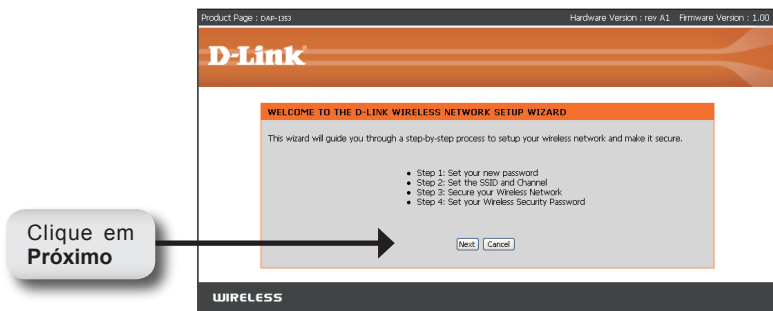 Product Page : DAP-1353 Hardware Version : rev A1 Firmware Version : 1.00
D-Link
WELCOME TO THE D-LINK WIRELESS NETWORK SETUP WIZARD
This wizard will guide you through a step-by-step process to setup your wireless network and make it secure.
• Step 1: Set your new password
• Step 2: Set the SSID and Channel
• Step 3: Secure your Wireless Network
• Step 4: Set your Wireless Security Password
Clique em
Próximo
Next Cancel
WIRELESS